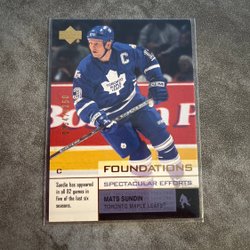 C
FOUNDATIONS
SPECTACULAR EFFORTS
C
MATS SUNDIN
TORONTO MAPLE LEAFS
Sundin has appeared
in all 82 games in
five of the last six
seasons.